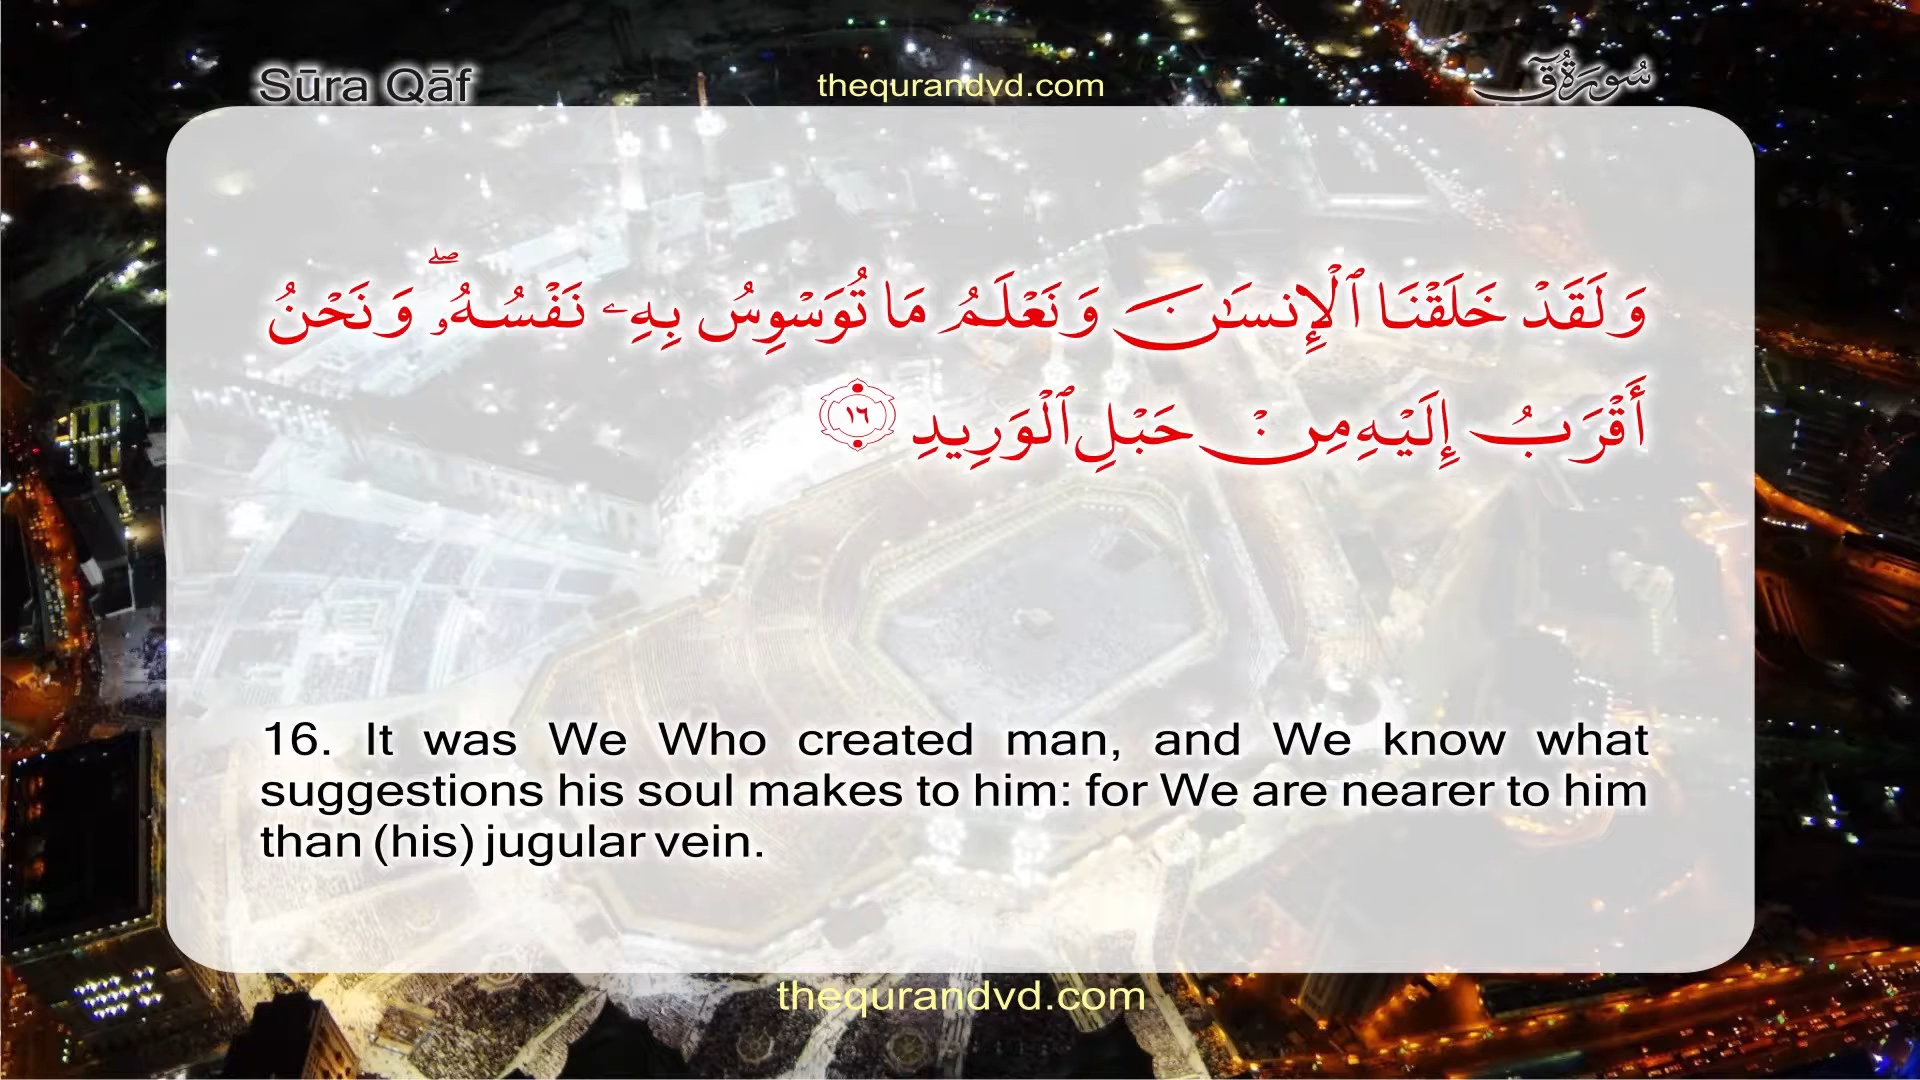 Sūra Qāf
thequrandvd.com
سُورَةُ قٓ
وَلَقَدْ خَلَقْنَا ٱلْإِنسَٰنَ وَنَعْلَمُ مَا تُوَسْوِسُ بِهِۦ نَفْسُهُۥ ۖ وَنَحْنُ
أَقْرَبُ إِلَيْهِ مِنْ حَبْلِ ٱلْوَرِيدِ ١٦
16. It was We Who created man, and We know what
suggestions his soul makes to him: for We are nearer to him
than (his) jugular vein.
thequrandvd.com